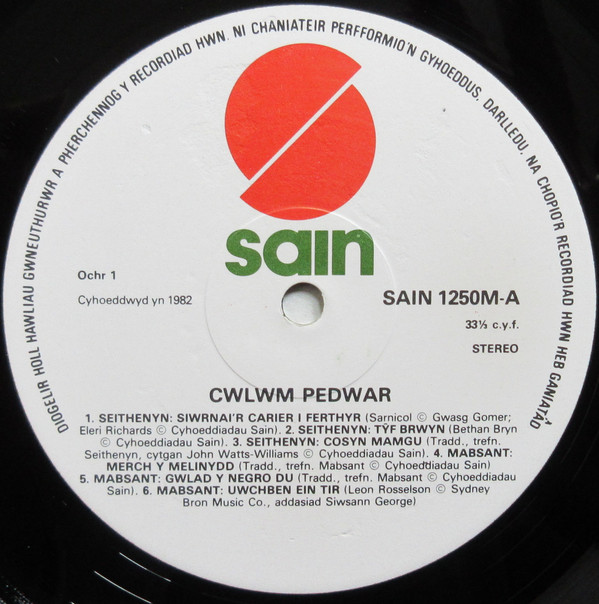 DIOGELIR HOLL HAWLIAU GWNEUTHURWR A PHERCHENNOG Y RECORDIAD HWN. NI CHANIATEIR PERFFORMIO'N GYHOEDDUS, DARLLEDU, NA CHOPIO'R RECORDIAD HWN HEB GANIATÂD
sain
Ochr 1
Cyhoeddwyd yn 1982
SAIN 1250M-A
33⅓ c.y.f.
STEREO
CWLWM PEDWAR
1. SEITHENYN: SIWRNAI'R CARIER I FERTHYR (Sarnicol © Gwasg Gomer;
Eleri Richards © Cyhoeddiadau Sain). 2. SEITHENYN: TŶF BRWYN (Bethan Bryn
© Cyhoeddiadau Sain). 3. SEITHENYN: COSYN MAMGU (Tradd., trefn.
Seithenyn, cytgan John Watts-Williams © Cyhoeddiadau Sain). 4. MABSANT:
MERCH Y MELINYDD (Tradd., trefn. Mabsant © Cyhoeddiadau Sain)
5. MABSANT: GWLAD Y NEGRO DU (Tradd., trefn. Mabsant © Cyhoeddiadau
Sain). 6. MABSANT: UWCHBEN EIN TIR (Leon Rosselson © Sydney
Bron Music Co., addasiad Siwsann George)